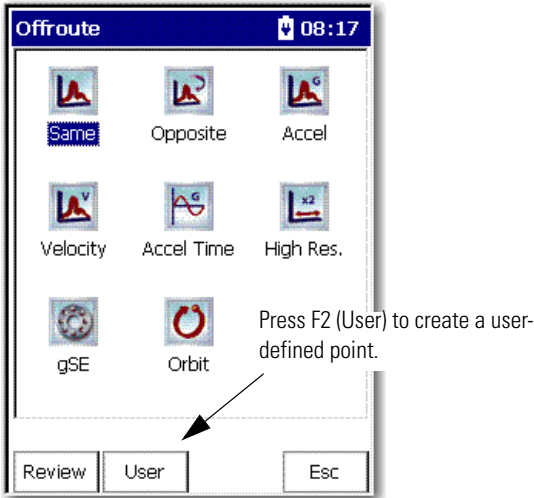 Offroute 08:17
Same Opposite Accel
Velocity Accel Time High Res.
gSE Orbit
Press F2 (User) to create a user-
defined point.
Review User Esc